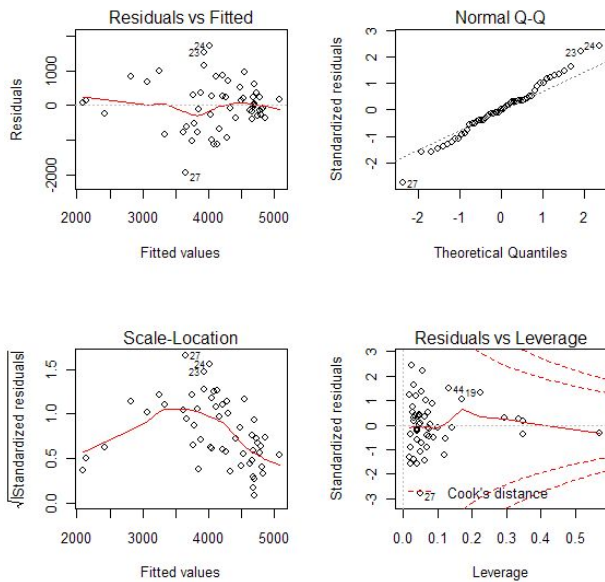 Residuals vs Fitted
Residuals
-2000 0 1000
24
23
27
2000 3000 4000 5000
Fitted values
Normal Q-Q
Standardized residuals
-2 -1 0 1 2 3
23 24
27
-2 -1 0 1 2
Theoretical Quantiles
Scale-Location
√|Standardized residuals|
0.0 0.5 1.0 1.5
27
24
23
2000 3000 4000 5000
Fitted values
Residuals vs Leverage
Standardized residuals
-3 -2 -1 0 1 2 3
44 19
27
Cook's distance
0.0 0.1 0.2 0.3 0.4 0.5
Leverage